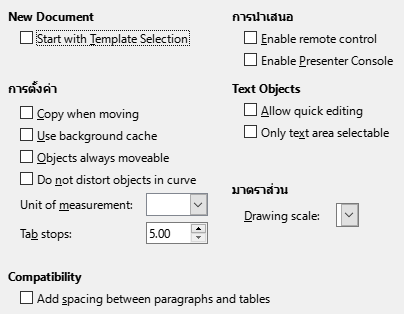 New Document
Start with Template Selection
การตั้งค่า
Copy when moving
Use background cache
Objects always moveable
Do not distort objects in curve
Unit of measurement:
Tab stops: 5.00
Compatibility
Add spacing between paragraphs and tables
การนำเสนอ
Enable remote control
Enable Presenter Console
Text Objects
Allow quick editing
Only text area selectable
มาตราส่วน
Drawing scale: